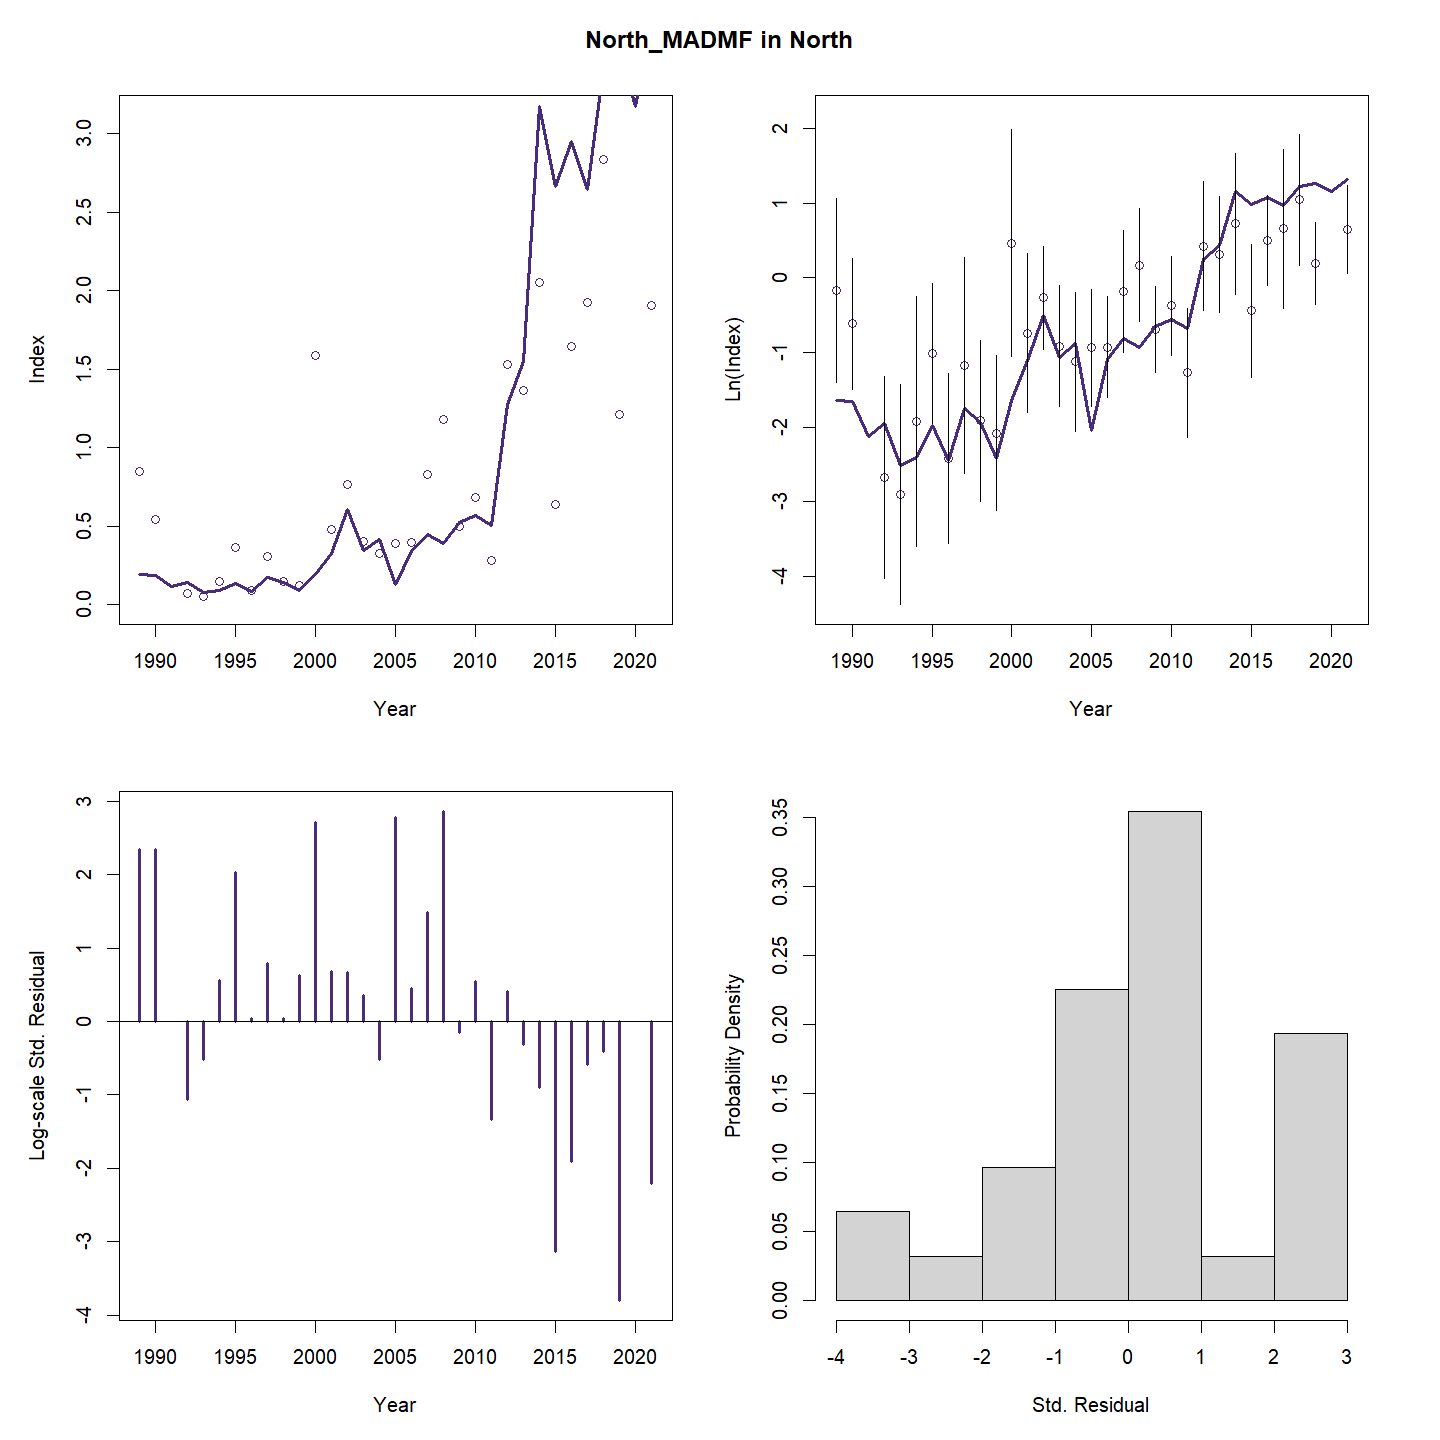 North_MADMF in North
Index
0.0 0.5 1.0 1.5 2.0 2.5 3.0
1990 1995 2000 2005 2010 2015 2020
Year
Ln(Index)
-4 -3 -2 -1 0 1 2
1990 1995 2000 2005 2010 2015 2020
Year
Log-scale Std. Residual
-4 -3 -2 -1 0 1 2 3
1990 1995 2000 2005 2010 2015 2020
Year
Probability Density
0.00 0.05 0.10 0.15 0.20 0.25 0.30 0.35
-4 -3 -2 -1 0 1 2 3
Std. Residual